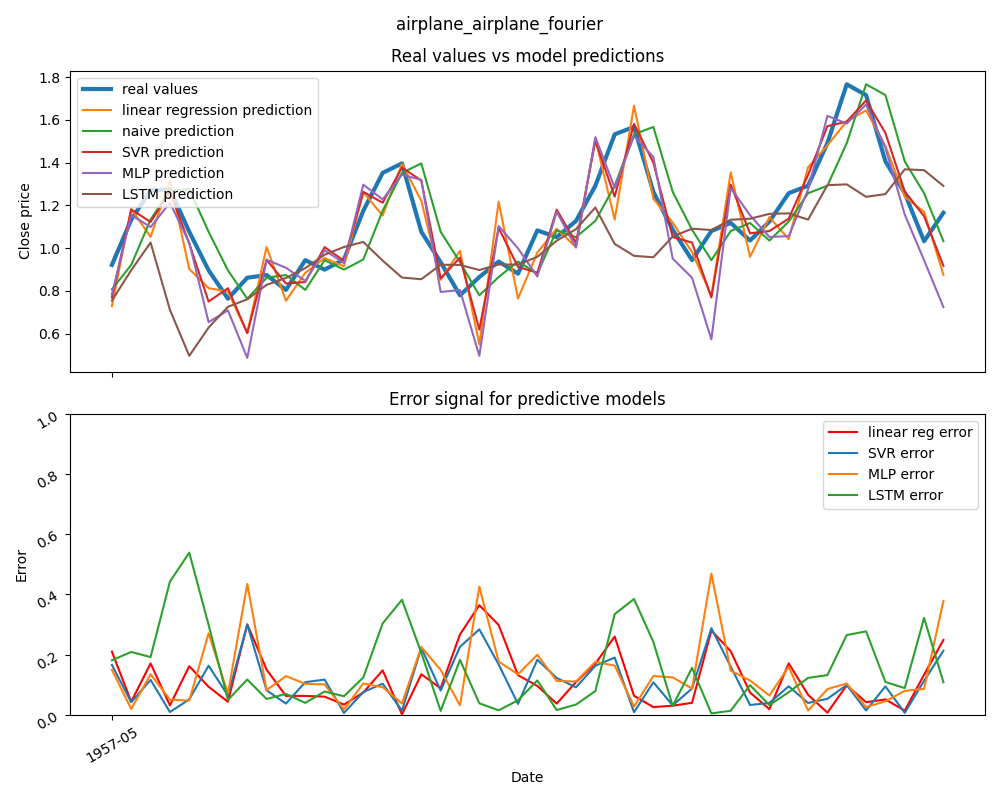 airplane_airplane_fourier
Real values vs model predictions
1.8
1.6
1.4
1.2
1.0
0.8
0.6
Close price
real values
linear regression prediction
naive prediction
SVR prediction
MLP prediction
LSTM prediction
Error signal for predictive models
1.0
0.8
0.6
0.4
0.2
0.0
Error
linear reg error
SVR error
MLP error
LSTM error
1957-05
Date